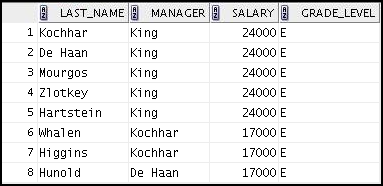 LAST_NAME MANAGER SALARY GRADE_LEVEL
1 Kochhar King 24000 E
2 De Haan King 24000 E
3 Mourgos King 24000 E
4 Zlotkey King 24000 E
5 Hartstein King 24000 E
6 Whalen Kochhar 17000 E
7 Higgins Kochhar 17000 E
8 Hunold De Haan 17000 E